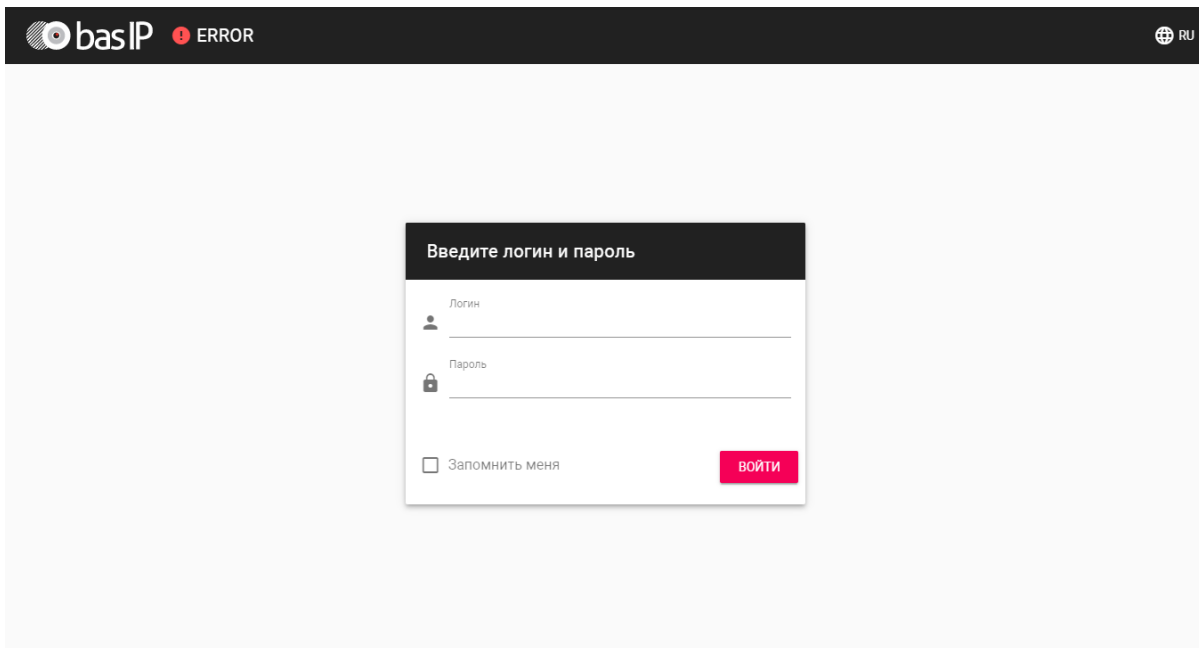 bas IP ERROR
RU
Введите логин и пароль
Логин
Пароль
Запомнить меня
ВОЙТИ